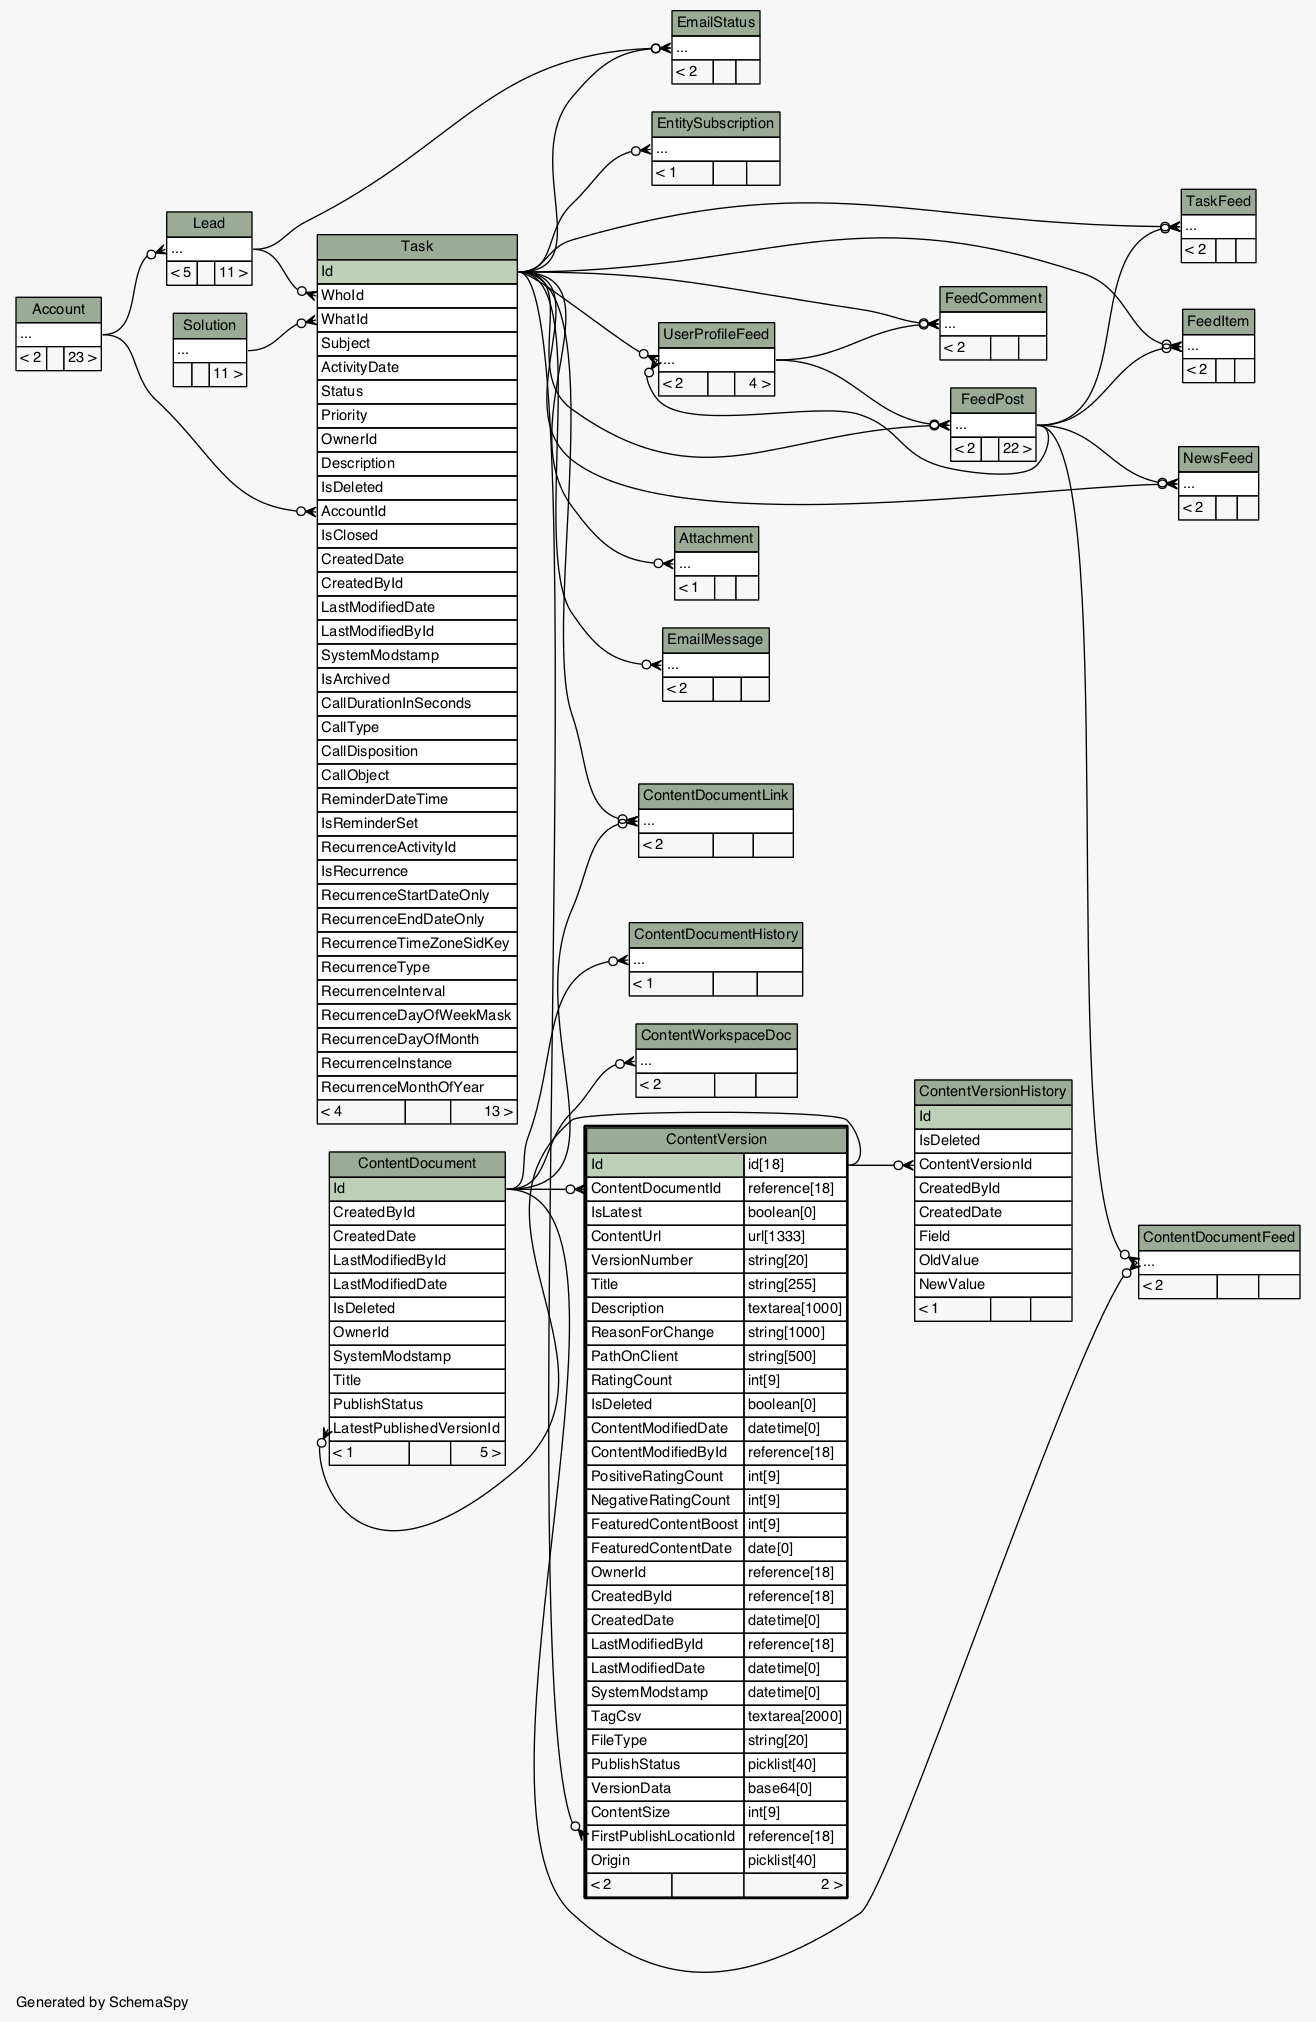 EmailStatus
...
< 2
EntitySubscription
...
< 1
TaskFeed
...
< 2
Lead
...
< 5 11 >
Account
...
< 2 23 >
Solution
...
11 >
Task
Id
WhoId
WhatId
Subject
ActivityDate
Status
Priority
OwnerId
Description
IsDeleted
AccountId
IsClosed
CreatedDate
CreatedById
LastModifiedDate
LastModifiedById
SystemModstamp
IsArchived
CallDurationInSeconds
CallType
CallDisposition
CallObject
ReminderDateTime
IsReminderSet
RecurrenceActivityId
IsRecurrence
RecurrenceStartDateOnly
RecurrenceEndDateOnly
RecurrenceTimeZoneSidKey
RecurrenceType
RecurrenceInterval
RecurrenceDayOfWeekMask
RecurrenceDayOfMonth
RecurrenceInstance
RecurrenceMonthOfYear
< 4 13 >
UserProfileFeed
...
< 2 4 >
FeedComment
...
< 2
FeedItem
...
< 2
FeedPost
...
< 2 22 >
NewsFeed
...
< 2
Attachment
...
< 1
EmailMessage
...
< 2
ContentDocumentLink
...
< 2
ContentDocumentHistory
...
< 1
ContentWorkspaceDoc
...
< 2
ContentDocument
Id
CreatedById
CreatedDate
LastModifiedById
LastModifiedDate
IsDeleted
OwnerId
SystemModstamp
Title
PublishStatus
LatestPublishedVersionId
< 1 5 >
ContentVersion
Id id[18]
ContentDocumentId reference[18]
IsLatest boolean[0]
ContentUrl url[1333]
VersionNumber string[20]
Title string[255]
Description textarea[1000]
ReasonForChange string[1000]
PathOnClient string[500]
RatingCount int[9]
IsDeleted boolean[0]
ContentModifiedDate datetime[0]
ContentModifiedById reference[18]
PositiveRatingCount int[9]
NegativeRatingCount int[9]
FeaturedContentBoost int[9]
FeaturedContentDate date[0]
OwnerId reference[18]
CreatedById reference[18]
CreatedDate datetime[0]
LastModifiedById reference[18]
LastModifiedDate datetime[0]
SystemModstamp datetime[0]
TagCsv textarea[2000]
FileType string[20]
PublishStatus picklist[40]
VersionData base64[0]
ContentSize int[9]
FirstPublishLocationId reference[18]
Origin picklist[40]
< 2 2 >
ContentVersionHistory
Id
IsDeleted
ContentVersionId
CreatedById
CreatedDate
Field
OldValue
NewValue
< 1
ContentDocumentFeed
...
< 2
Generated by SchemaSpy